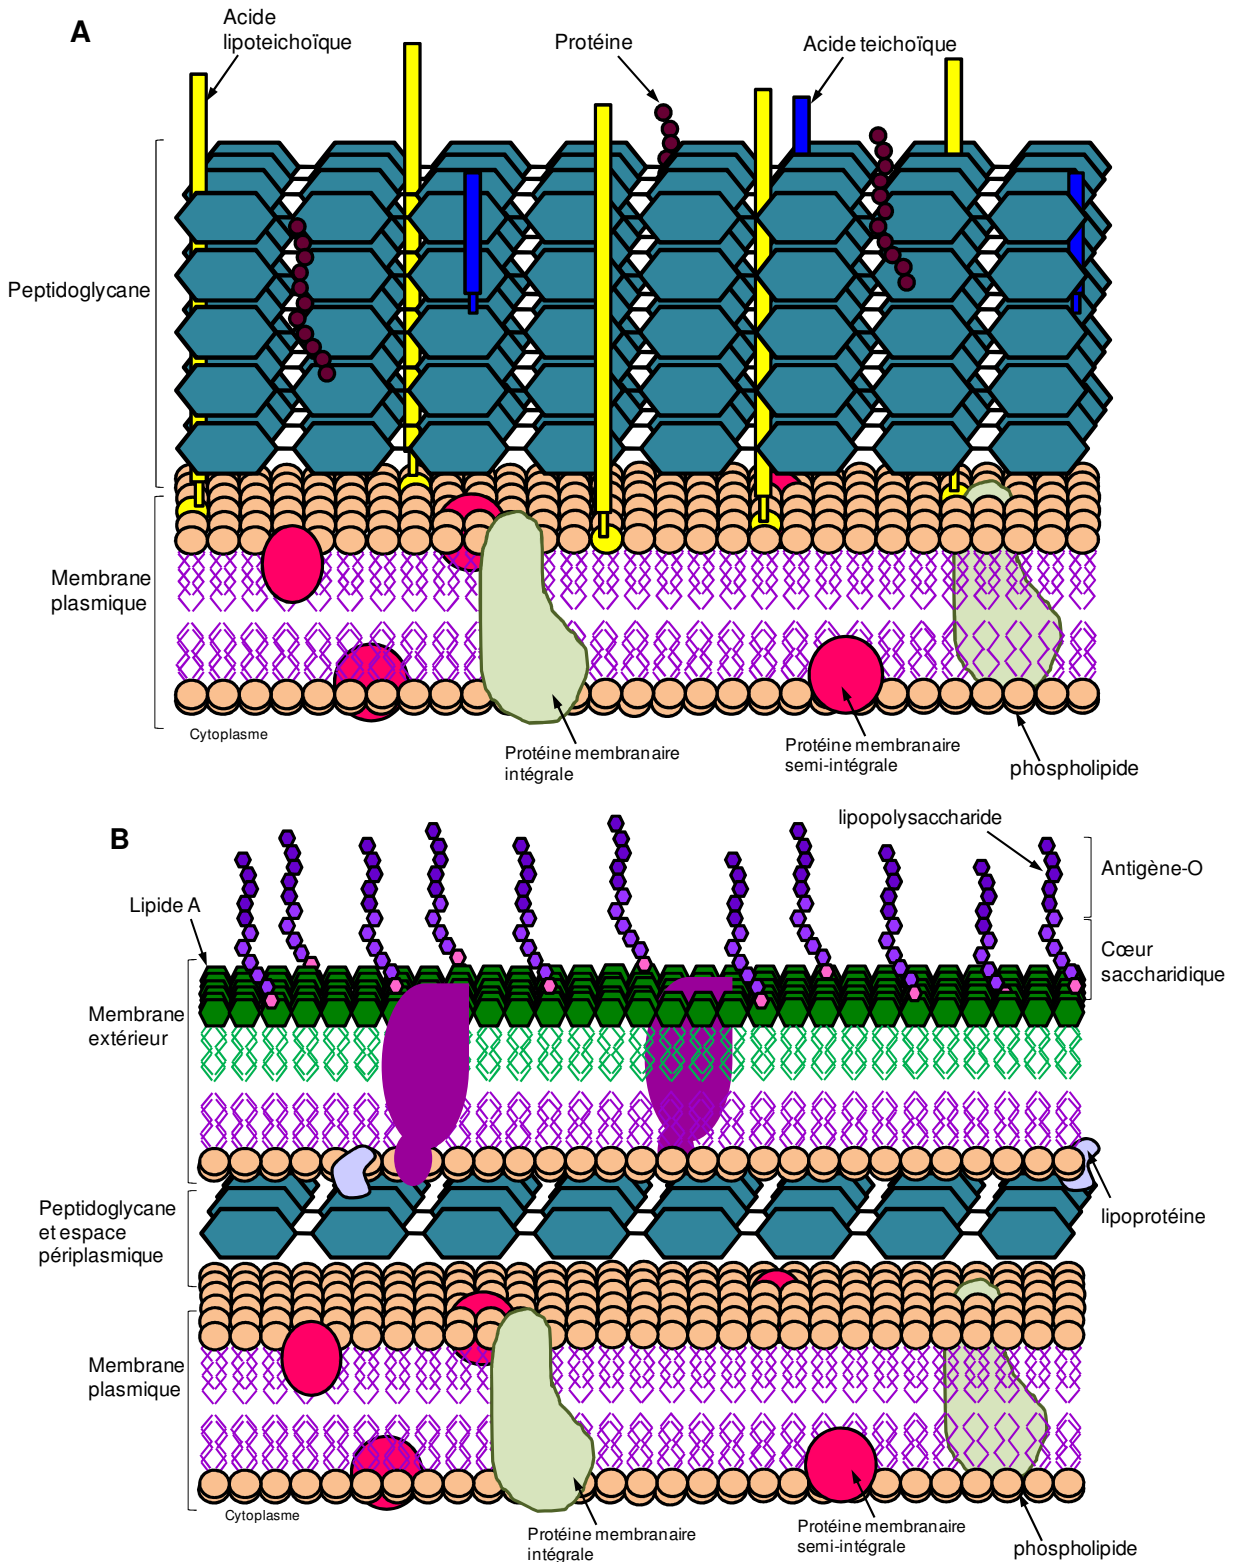 A
Acide
lipoteichoïque
Protéine
Acide teichoïque
Peptidoglycane
Membrane
plasmique
Cytoplasme
Protéine membranaire
intégrale
Protéine membranaire
semi-intégrale
phospholipide
B
lipopolysaccharide
Antigène-O
Lipide A
Cœur
saccharidique
Membrane
extérieur
Peptidoglycane
et espace
périplasmique
lipoprotéine
Membrane
plasmique
Cytoplasme
Protéine membranaire
intégrale
Protéine membranaire
semi-intégrale
phospholipide